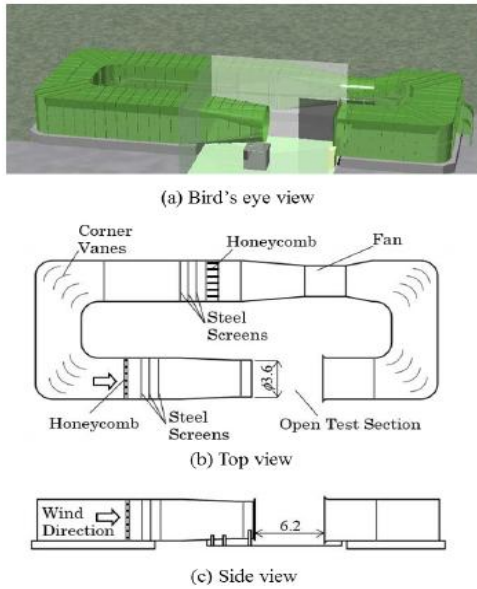 (a) Bird's eye view
Corner
Vanes
Honeycomb
Fan
Steel
Screens
ϕ3.6
Honeycomb
Steel
Screens
Open Test Section
(b) Top view
Wind
Direction
6.2
(c) Side view